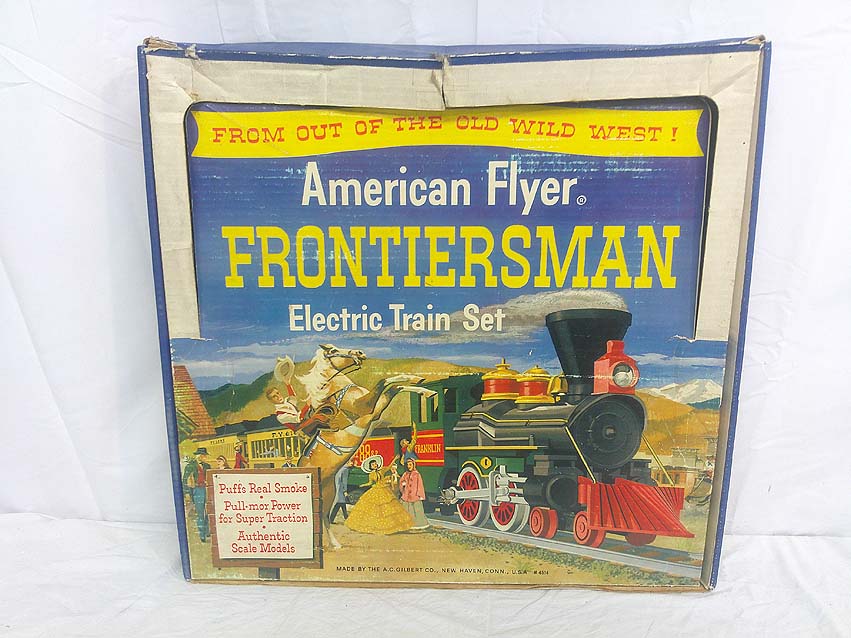 FROM OUT OF THE OLD WILD WEST !
American Flyer®
FRONTIERSMAN
Electric Train Set
FRANKLIN
Puffs Real Smoke
•
Pull-mor Power
for Super Traction
•
Authentic
Scale Models
MADE BY THE A.C. GILBERT CO., NEW HAVEN, CONN., U.S.A